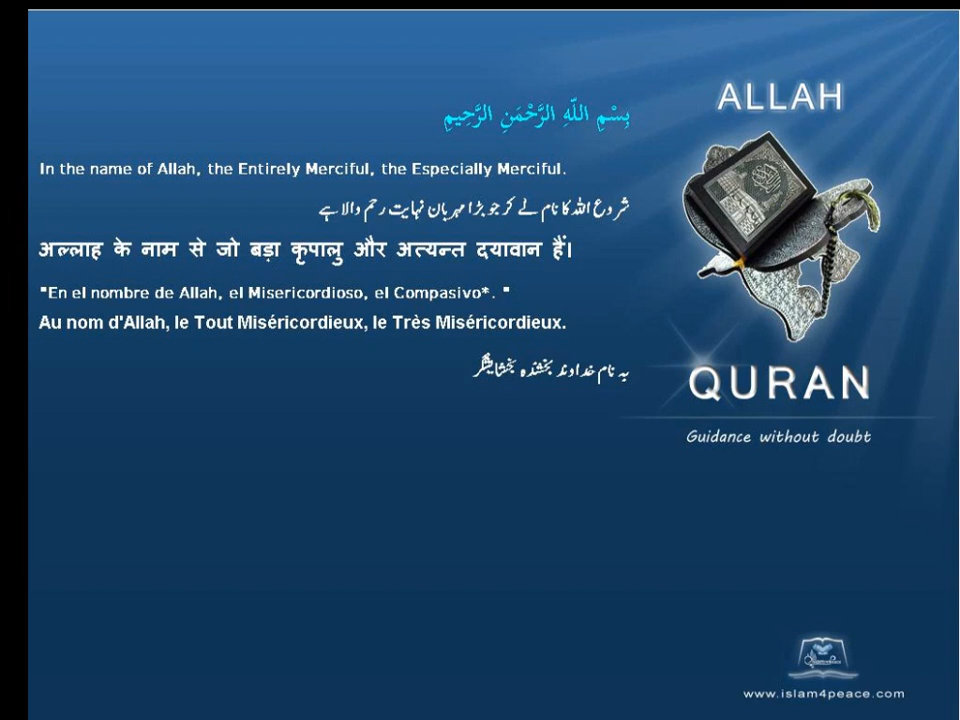 بِسْمِ اللّهِ الرَّحْمَنِ الرَّحِيمِ
In the name of Allah, the Entirely Merciful, the Especially Merciful.
شروع الله کا نام لے کر جو بڑا مہربان نہایت رحم والا ہے
अल्लाह के नाम से जो बड़ा कृपालु और अत्यन्त दयावान हैं।
"En el nombre de Allah, el Misericordioso, el Compasivo*. "
Au nom d'Allah, le Tout Miséricordieux, le Très Miséricordieux.
به نام خداوند بخشنده بخشایشگر
ALLAH
QURAN
Guidance without doubt
www.islam4peace.com